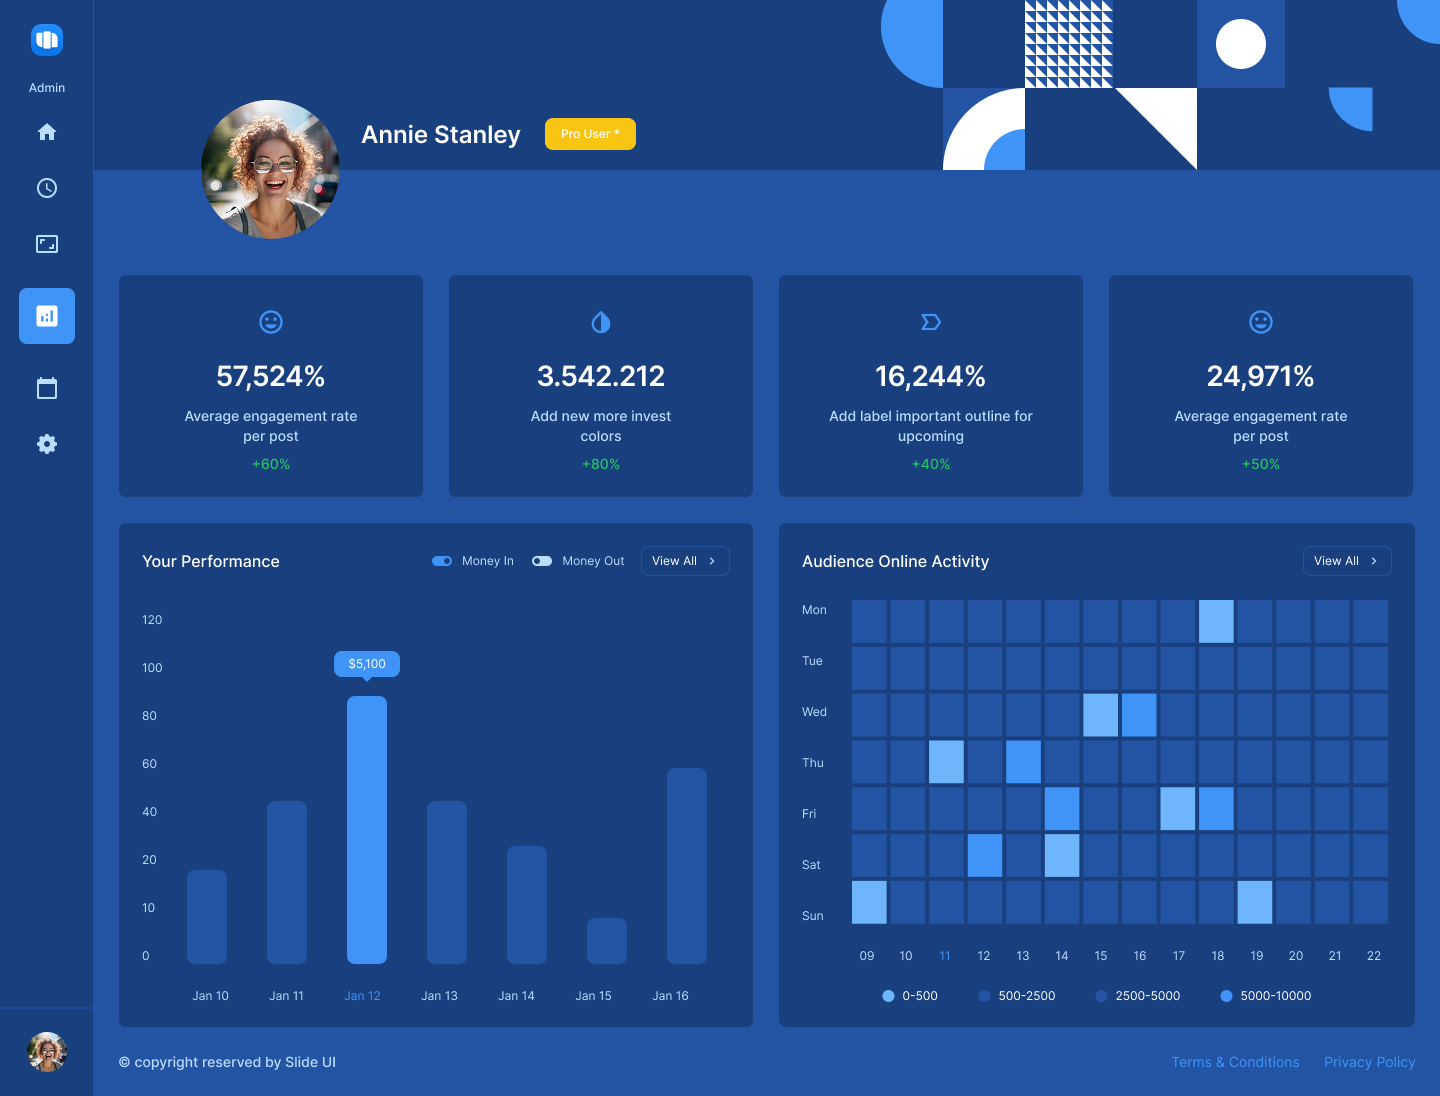 Admin
Annie Stanley
Pro User *
57,524%
Average engagement rate
per post
+60%
3.542.212
Add new more invest
colors
+80%
16,244%
Add label important outline for
upcoming
+40%
24,971%
Average engagement rate
per post
+50%
Your Performance
Money In
Money Out
View All
120
100
80
60
40
20
10
0
$5,100
Jan 10
Jan 11
Jan 12
Jan 13
Jan 14
Jan 15
Jan 16
Audience Online Activity
View All
Mon
Tue
Wed
Thu
Fri
Sat
Sun
09
10
11
12
13
14
15
16
17
18
19
20
21
22
0-500
500-2500
2500-5000
5000-10000
© copyright reserved by Slide UI
Terms & Conditions
Privacy Policy